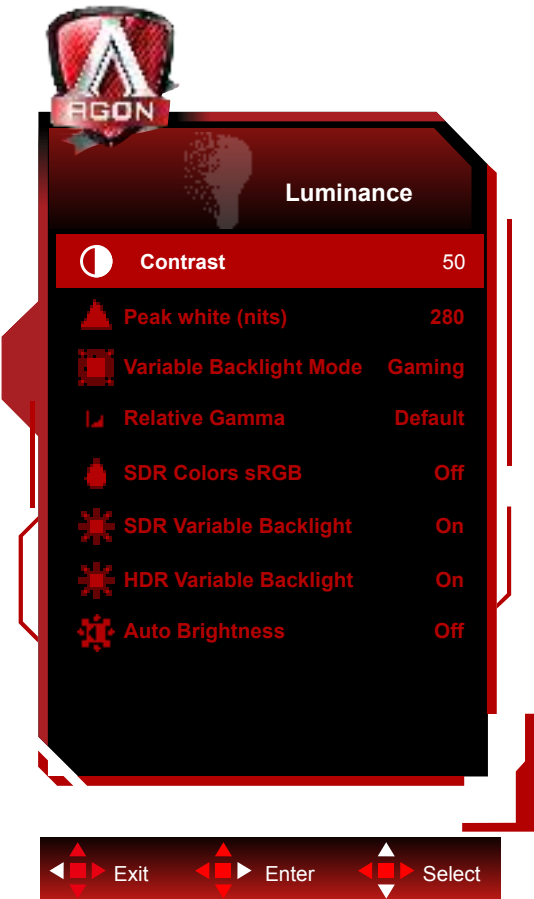 AGON
Luminance
Contrast 50
Peak white (nits) 280
Variable Backlight Mode Gaming
Relative Gamma Default
SDR Colors sRGB Off
SDR Variable Backlight On
HDR Variable Backlight On
Auto Brightness Off
Exit Enter Select